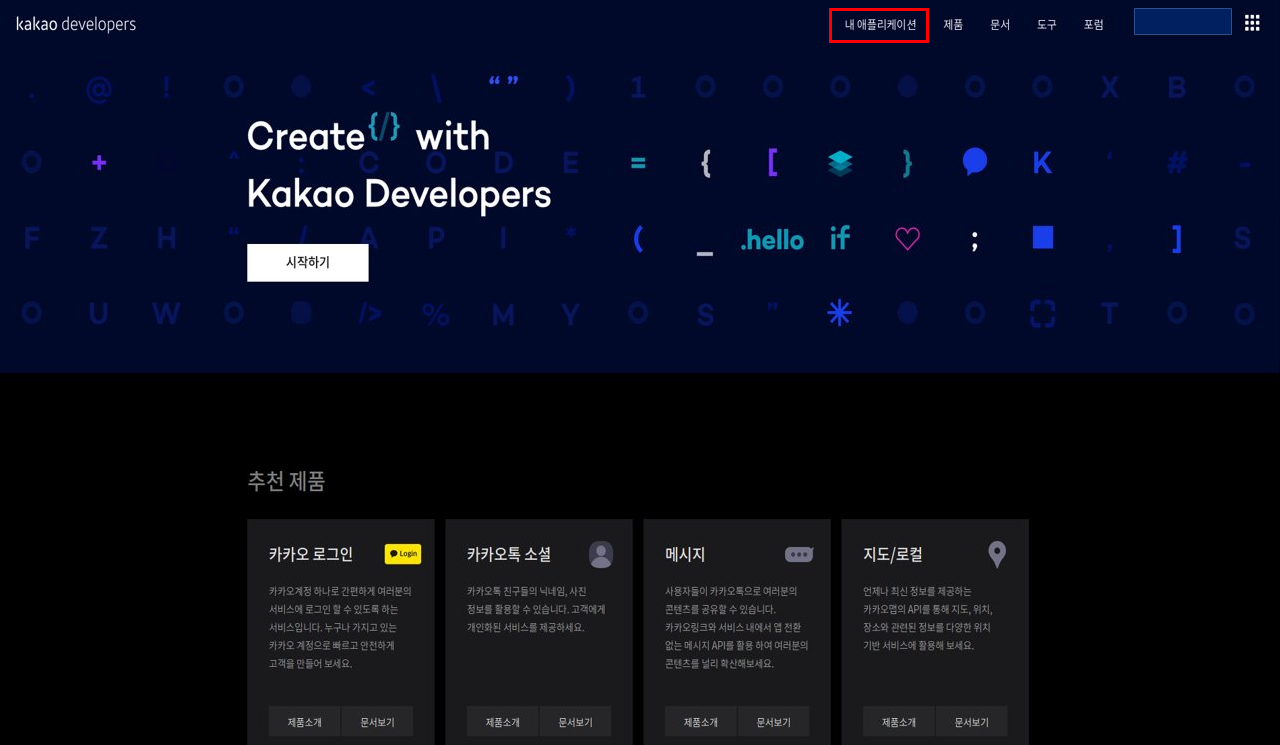 kakao developers
내 애플리케이션 제품 문서 도구 포럼
. @ ! O < \ “ ” ) 1 O O O O O X B O
Create{/} with
O + ^ : C O D E = { [ } K ‘ # -
Kakao Developers
F Z H “ / A P I * ( _ .hello if ♡ ; , ] S
시작하기
O U W O /> % M Y O S ” * O T O O
추천 제품
카카오 로그인
Login
카카오계정 하나로 간편하게 여러분의
서비스에 로그인 할 수 있도록 하는
서비스입니다. 누구나 가지고 있는
카카오 계정으로 빠르고 안전하게
고객을 만들어 보세요.
제품소개 문서보기
카카오톡 소셜
카카오톡 친구들의 닉네임, 사진
정보를 활용할 수 있습니다. 고객에게
개인화된 서비스를 제공하세요.
제품소개 문서보기
메시지
사용자들이 카카오톡으로 여러분의
콘텐츠를 공유할 수 있습니다.
카카오링크와 서비스 내에서 앱 전환
없는 메시지 API를 활용 하여 여러분의
콘텐츠를 널리 확산해보세요.
제품소개 문서보기
지도/로컬
언제나 최신 정보를 제공하는
카카오맵의 API를 통해 지도, 위치,
장소와 관련된 정보를 다양한 위치
기반 서비스에 활용해 보세요.
제품소개 문서보기